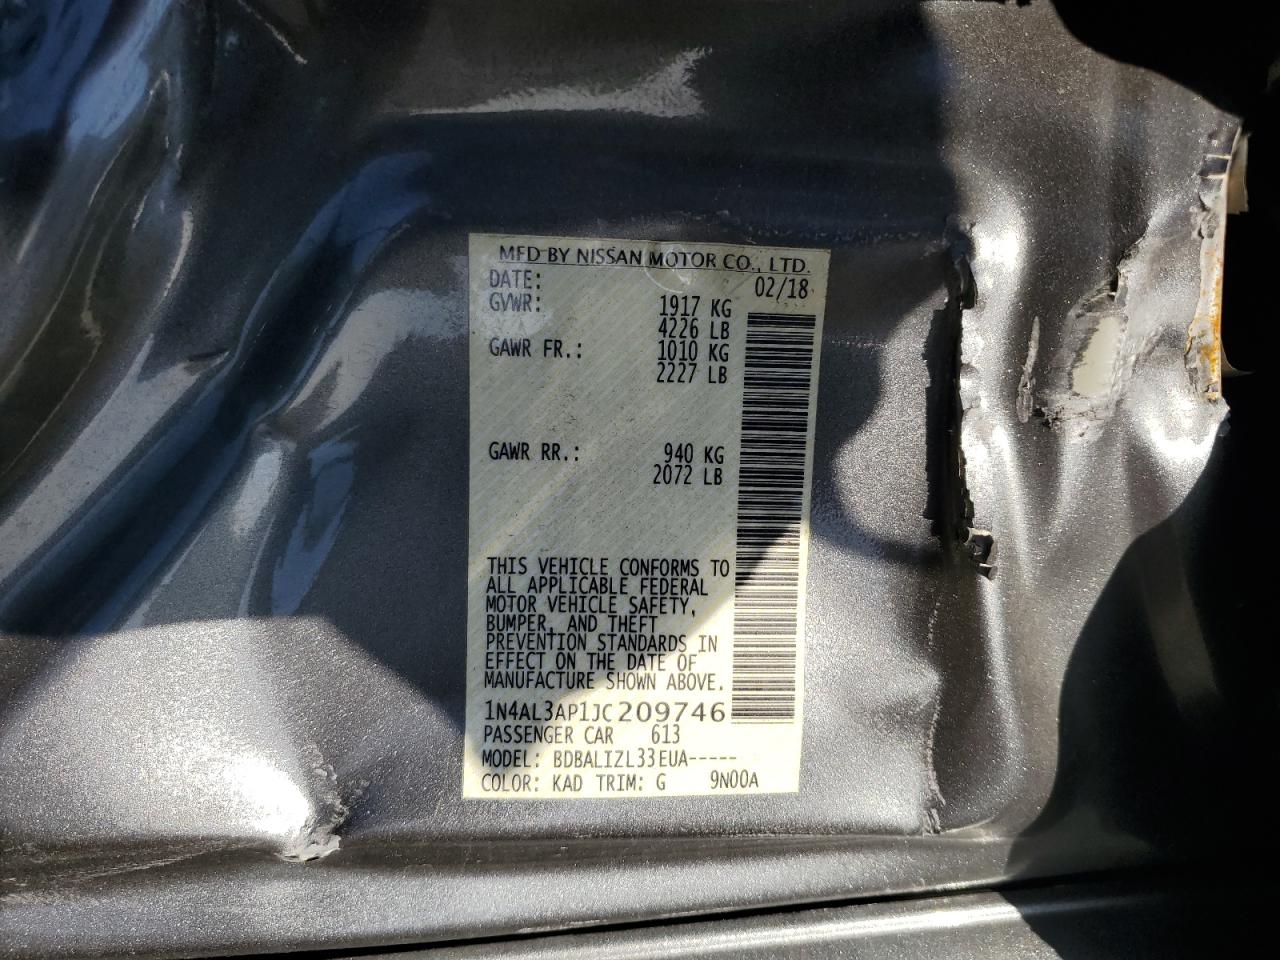 MFD BY NISSAN MOTOR CO., LTD.
DATE: 02/18
GVWR: 1917 KG
4226 LB
GAWR FR.: 1010 KG
2227 LB
GAWR RR.: 940 KG
2072 LB
THIS VEHICLE CONFORMS TO
ALL APPLICABLE FEDERAL
MOTOR VEHICLE SAFETY,
BUMPER, AND THEFT
PREVENTION STANDARDS IN
EFFECT ON THE DATE OF
MANUFACTURE SHOWN ABOVE.
1N4AL3AP1JC209746
PASSENGER CAR 613
MODEL: BDBALIZL33EUA-----
COLOR: KAD TRIM: G 9N00A